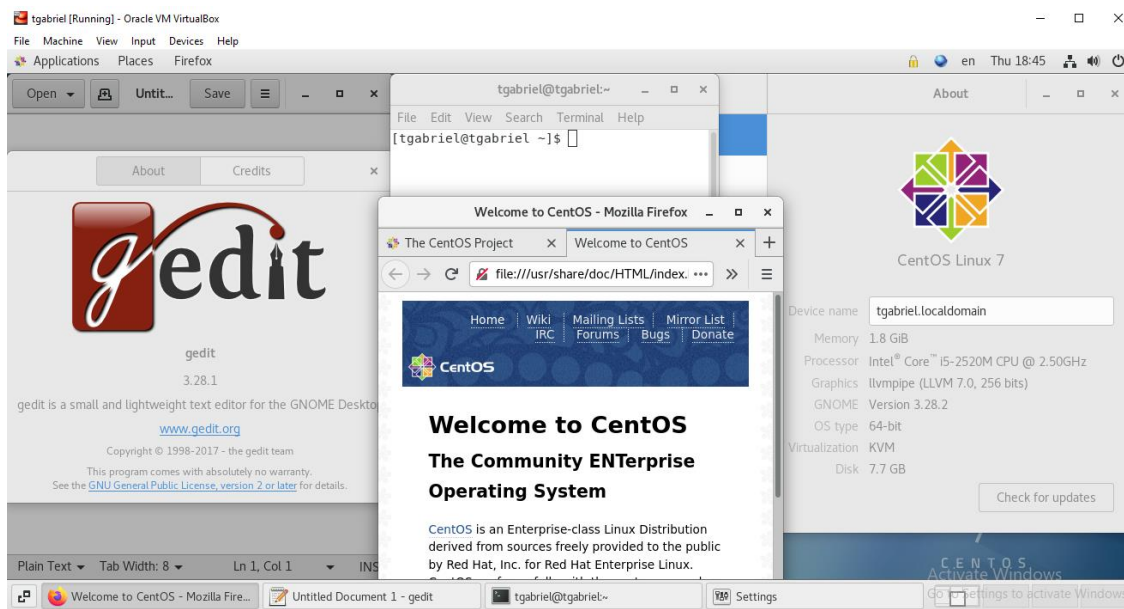 tgabriel [Running] - Oracle VM VirtualBox
File Machine View Input Devices Help
Applications Places Firefox en Thu 18:45
Open Untit... Save
About Credits
gedit
gedit
3.28.1
gedit is a small and lightweight text editor for the GNOME Deskto
www.gedit.org
Copyright © 1998-2017 - the gedit team
This program comes with absolutely no warranty.
See the GNU General Public License, version 2 or later for details.
Plain Text Tab Width: 8 Ln 1, Col 1 INS
tgabriel@tgabriel:~
File Edit View Search Terminal Help
[tgabriel@tgabriel ~]$
Welcome to CentOS - Mozilla Firefox
The CentOS Project Welcome to CentOS
file:///usr/share/doc/HTML/index.
Home Wiki Mailing Lists Mirror List
IRC Forums Bugs Donate
CentOS
Welcome to CentOS
The Community ENTerprise
Operating System
CentOS is an Enterprise-class Linux Distribution
derived from sources freely provided to the public
by Red Hat, Inc. for Red Hat Enterprise Linux.
About
CentOS Linux 7
Device name tgabriel.localdomain
Memory 1.8 GiB
Processor Intel® Core™ i5-2520M CPU @ 2.50GHz
Graphics llvmpipe (LLVM 7.0, 256 bits)
GNOME Version 3.28.2
OS type 64-bit
Virtualization KVM
Disk 7.7 GB
Check for updates
CENTOS
Activate Windows
Go to Settings to activate Windows
Welcome to CentOS - Mozilla Fire... Untitled Document 1 - gedit tgabriel@tgabriel:~ Settings